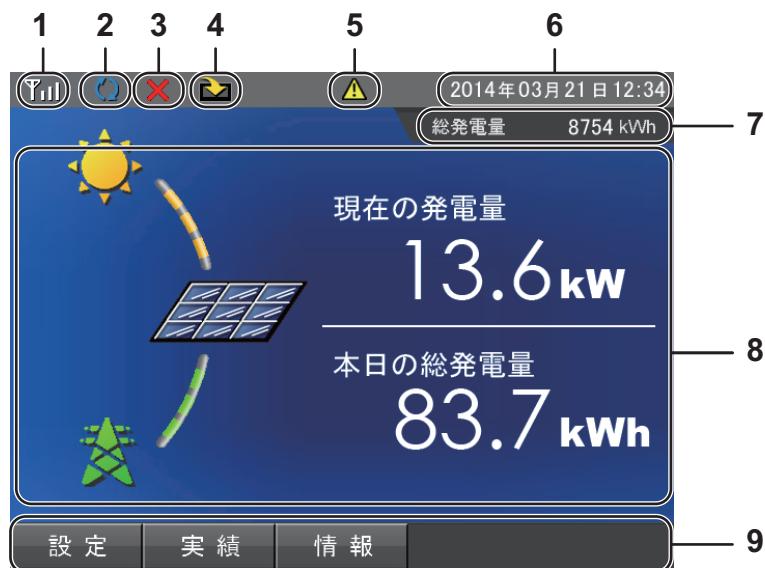 1 2 3 4 5 6
2014年03月21日12:34
総発電量 8754 kWh 7
現在の発電量
13.6kW
8
本日の総発電量
83.7kWh
設定 実績 情報 9